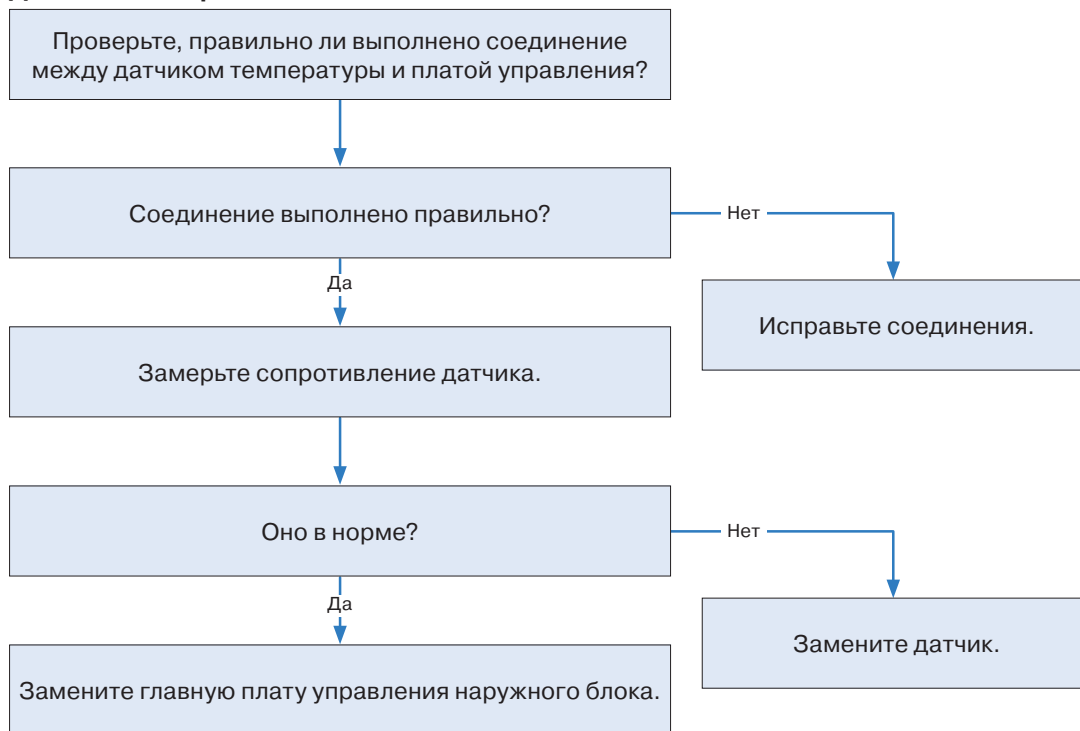 Проверьте, правильно ли выполнено соединение
между датчиком температуры и платой управления?
Соединение выполнено правильно?
Нет
Да
Исправьте соединения.
Замерьте сопротивление датчика.
Оно в норме?
Нет
Да
Замените датчик.
Замените главную плату управления наружного блока.